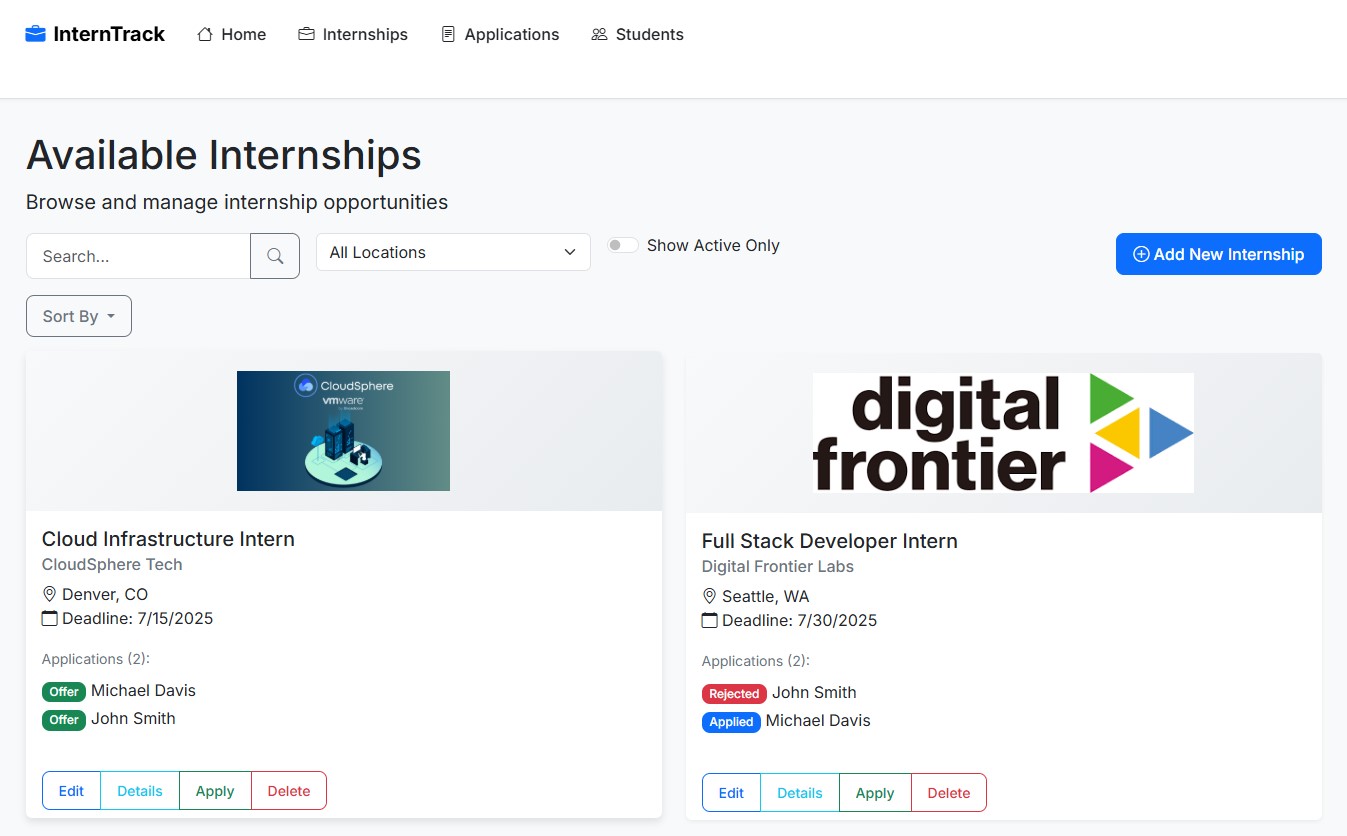 InternTrack Home Internships Applications Students
Available Internships
Browse and manage internship opportunities
Search... All Locations Show Active Only Add New Internship
Sort By
CloudSphere
vmware
Cloud Infrastructure Intern
CloudSphere Tech
Denver, CO
Deadline: 7/15/2025
Applications (2):
Offer Michael Davis
Offer John Smith
Edit Details Apply Delete
digital
frontier
Full Stack Developer Intern
Digital Frontier Labs
Seattle, WA
Deadline: 7/30/2025
Applications (2):
Rejected John Smith
Applied Michael Davis
Edit Details Apply Delete